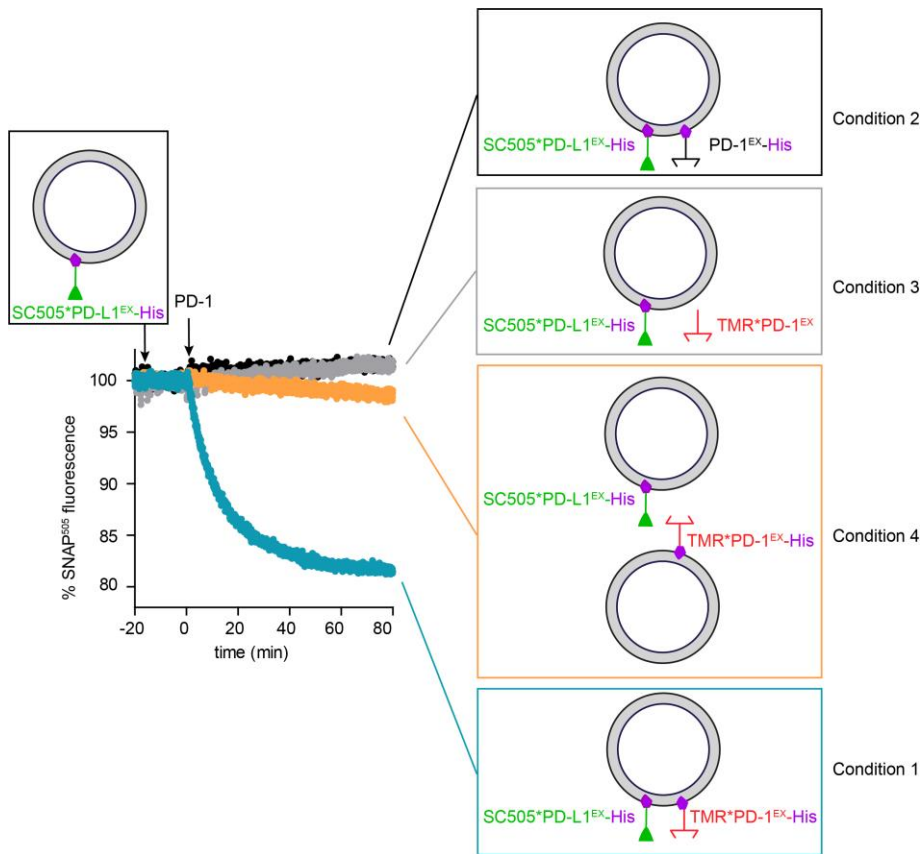 SC505*PD-L1ᴱˣ-His
PD-1ᴱˣ-His
Condition 2
SC505*PD-L1ᴱˣ-His
PD-1
SC505*PD-L1ᴱˣ-His
TMR*PD-1ᴱˣ
Condition 3
SC505*PD-L1ᴱˣ-His
TMR*PD-1ᴱˣ-His
Condition 4
% SNAP⁵⁰⁵ fluorescence
100
95
90
85
80
-20 0 20 40 60 80
time (min)
SC505*PD-L1ᴱˣ-His
TMR*PD-1ᴱˣ-His
Condition 1